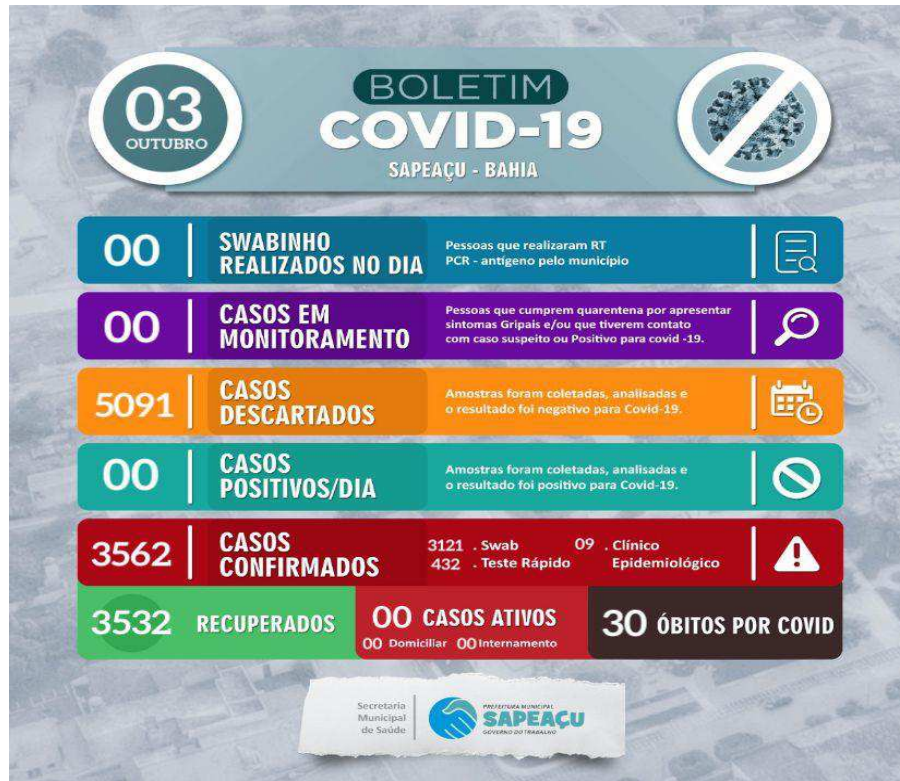 03
OUTUBRO
BOLETIM
COVID-19
SAPEAÇU - BAHIA
00
SWABINHO
REALIZADOS NO DIA
Pessoas que realizaram RT
PCR - antígeno pelo município
00
CASOS EM
MONITORAMENTO
Pessoas que cumprem quarentena por apresentar
sintomas Gripais e/ou que tiverem contato
com caso suspeito ou Positivo para covid -19.
5091
CASOS
DESCARTADOS
Amostras foram coletadas, analisadas e
o resultado foi negativo para Covid-19.
00
CASOS
POSITIVOS/DIA
Amostras foram coletadas, analisadas e
o resultado foi positivo para Covid-19.
3562
CASOS
CONFIRMADOS
3121 . Swab
432 . Teste Rápido
09 . Clínico
Epidemiológico
3532 RECUPERADOS
00 CASOS ATIVOS
00 Domiciliar 00 Internamento
30 ÓBITOS POR COVID
Secretaria
Municipal
de Saúde
PREFEITURA MUNICIPAL
SAPEAÇU
GOVERNO DO TRABALHO